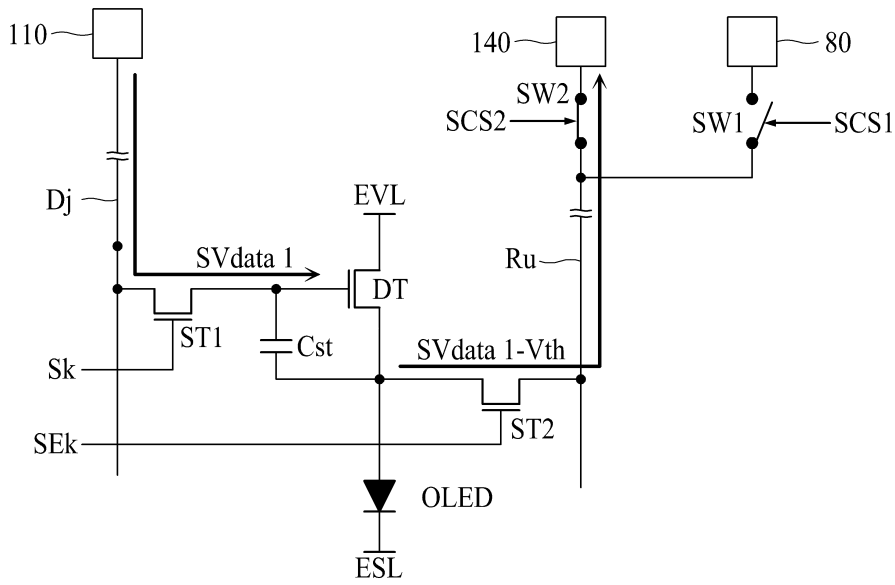 110
140
80
SW2
SCS2
SW1
SCS1
Dj
EVL
SVdata 1
Ru
DT
ST1
Cst
SVdata 1-Vth
Sk
ST2
SEk
OLED
ESL